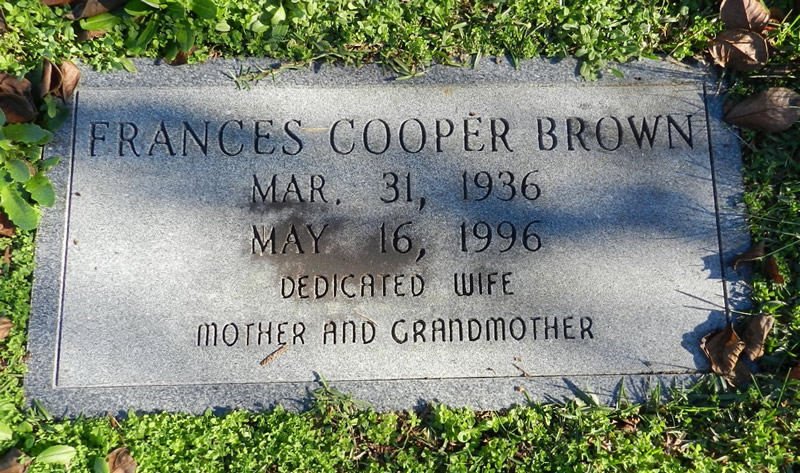 FRANCES COOPER BROWN
MAR. 31, 1936
MAY 16, 1996
DEDICATED WIFE
MOTHER AND GRANDMOTHER